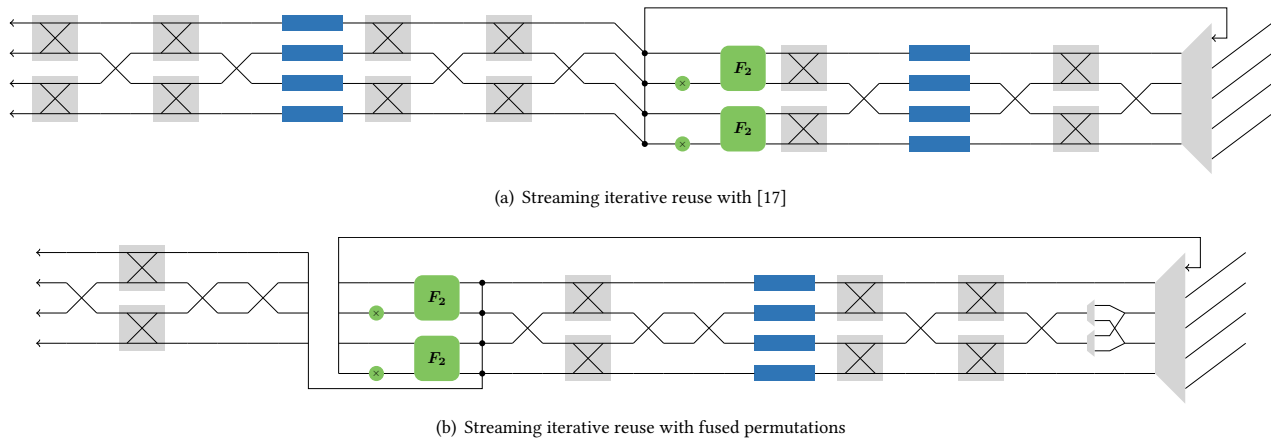 F₂
×
F₂
×
(a) Streaming iterative reuse with [17]
F₂
×
F₂
×
(b) Streaming iterative reuse with fused permutations